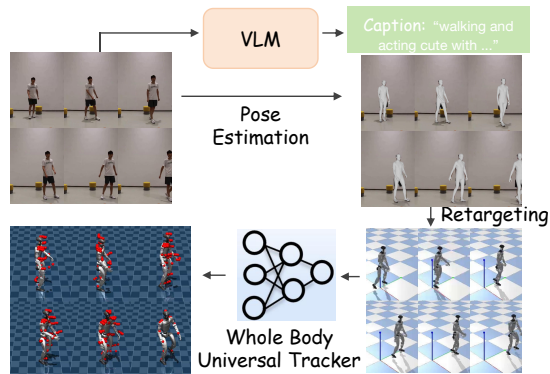 VLM
Caption: “walking and
acting cute with ...”
Pose
Estimation
Retargeting
Whole Body
Universal Tracker